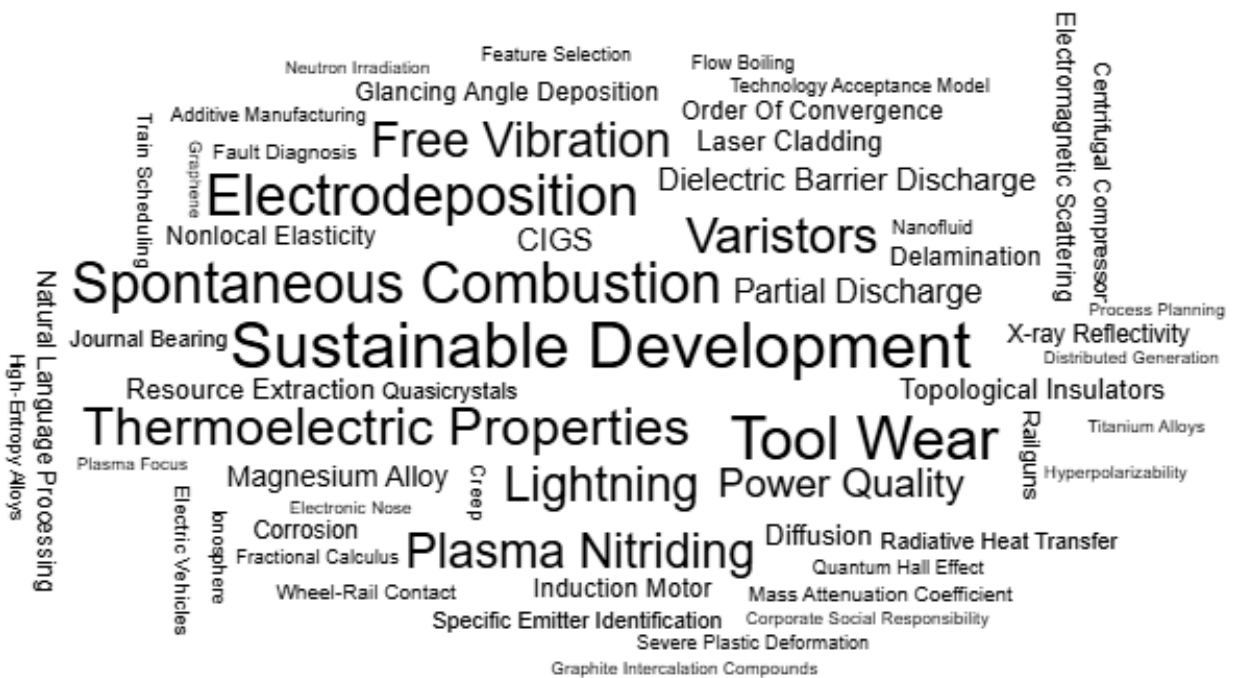 Feature Selection
Neutron Irradiation
Flow Boiling
Glancing Angle Deposition
Technology Acceptance Model
Additive Manufacturing
Order Of Convergence
Free Vibration
Laser Cladding
Fault Diagnosis
Train Scheduling
Graphene
Electromagnetic Scattering
Centrifugal Compressor
Electrodeposition
Dielectric Barrier Discharge
Nonlocal Elasticity
CIGS
Varistors
Nanofluid
Delamination
Spontaneous Combustion
Partial Discharge
Process Planning
Journal Bearing
Sustainable Development
X-ray Reflectivity
Distributed Generation
Natural Language Processing
High-Entropy Alloys
Resource Extraction
Quasicrystals
Topological Insulators
Thermoelectric Properties
Tool Wear
Railguns
Titanium Alloys
Plasma Focus
Magnesium Alloy
Creep
Lightning
Power Quality
Hyperpolarizability
Electric Vehicles
Ionosphere
Electronic Nose
Corrosion
Fractional Calculus
Plasma Nitriding
Diffusion
Radiative Heat Transfer
Quantum Hall Effect
Wheel-Rail Contact
Induction Motor
Mass Attenuation Coefficient
Specific Emitter Identification
Corporate Social Responsibility
Severe Plastic Deformation
Graphite Intercalation Compounds